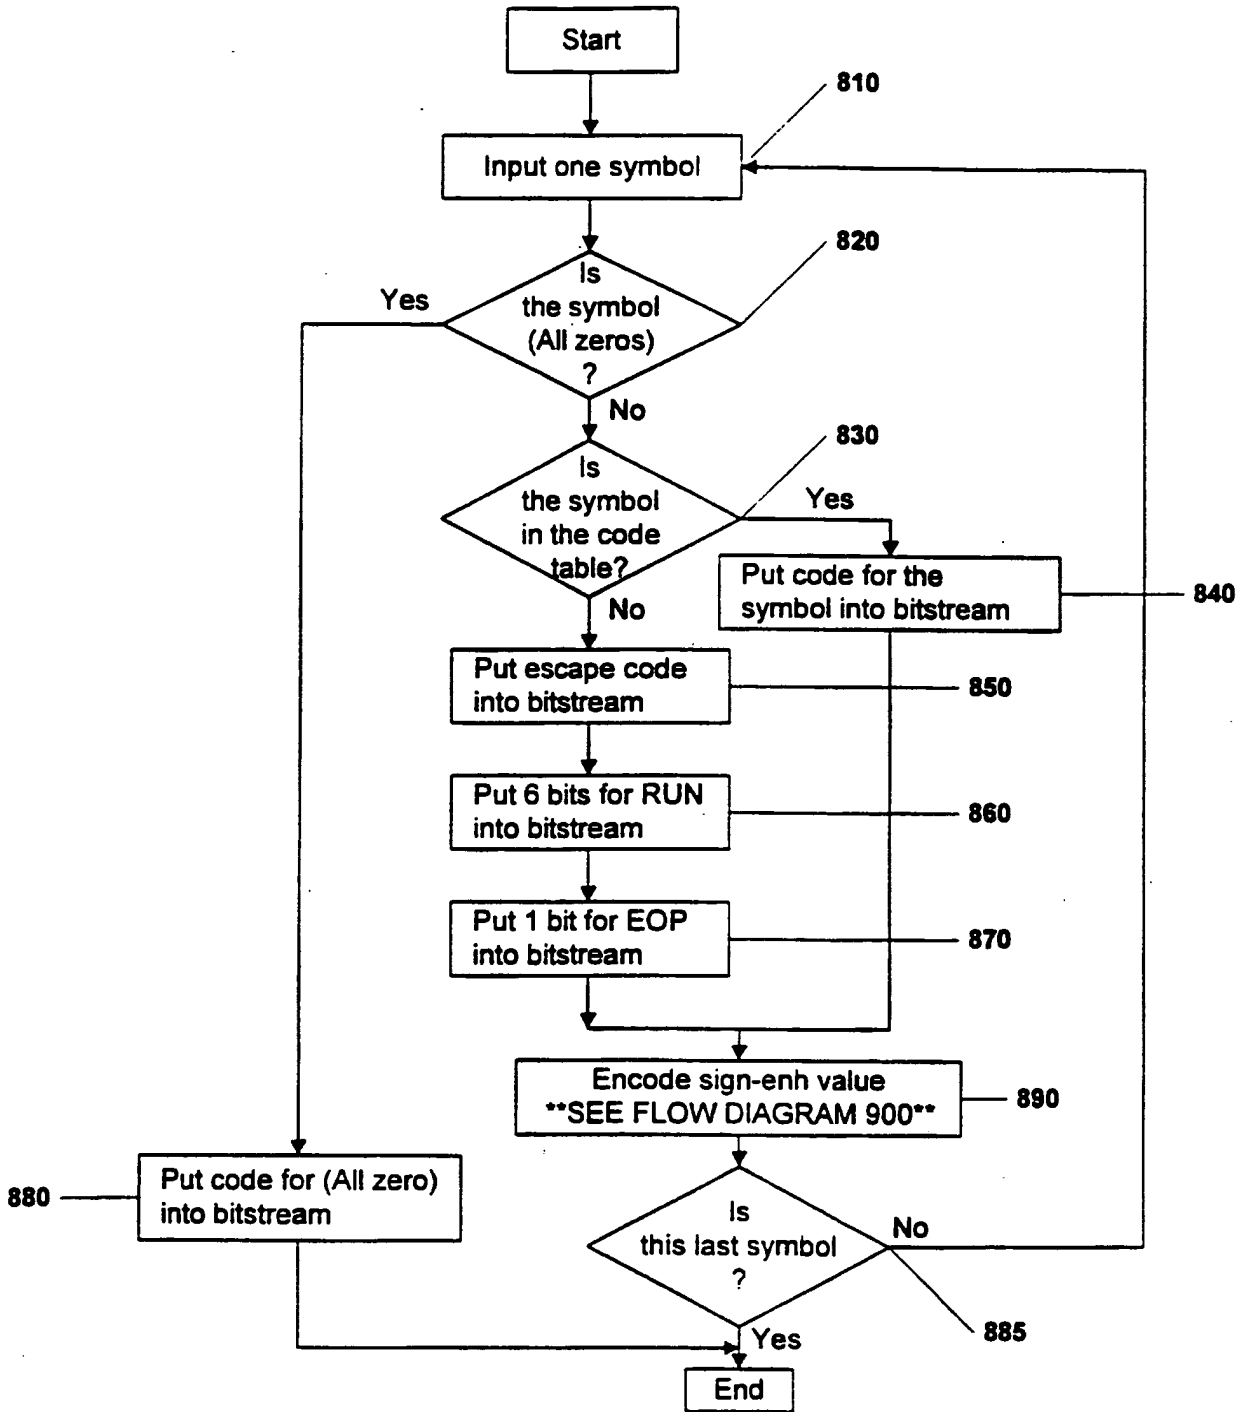 Start
810
Input one symbol
820
Yes
Is
the symbol
(All zeros)
?
No
830
Is
the symbol
in the code
table?
Yes
No
Put code for the
symbol into bitstream
840
Put escape code
into bitstream
850
Put 6 bits for RUN
into bitstream
860
Put 1 bit for EOP
into bitstream
870
Encode sign-enh value
**SEE FLOW DIAGRAM 900**
890
880
Put code for (All zero)
into bitstream
Is
this last symbol
?
No
885
Yes
End